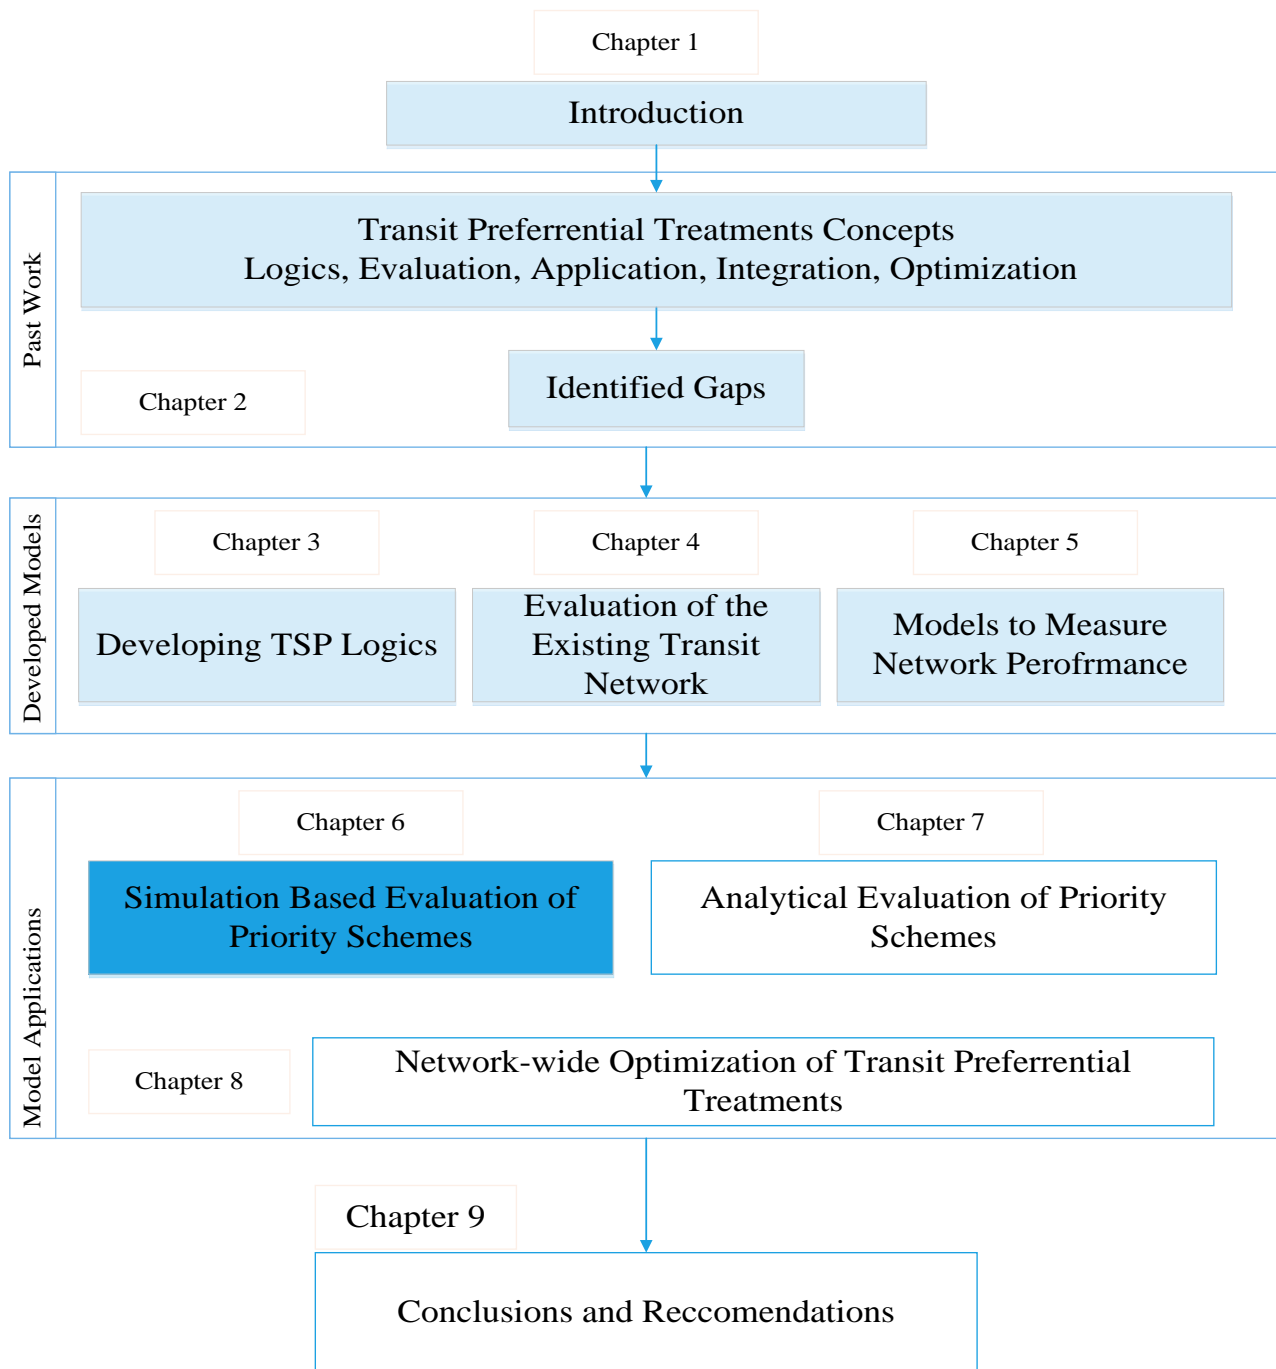 Chapter 1
Introduction
Past Work
Transit Preferrential Treatments Concepts
Logics, Evaluation, Application, Integration, Optimization
Identified Gaps
Chapter 2
Developed Models
Chapter 3
Developing TSP Logics
Chapter 4
Evaluation of the
Existing Transit
Network
Chapter 5
Models to Measure
Network Perofrmance
Model Applications
Chapter 6
Simulation Based Evaluation of
Priority Schemes
Chapter 7
Analytical Evaluation of Priority
Schemes
Chapter 8
Network-wide Optimization of Transit Preferrential
Treatments
Chapter 9
Conclusions and Reccomendations